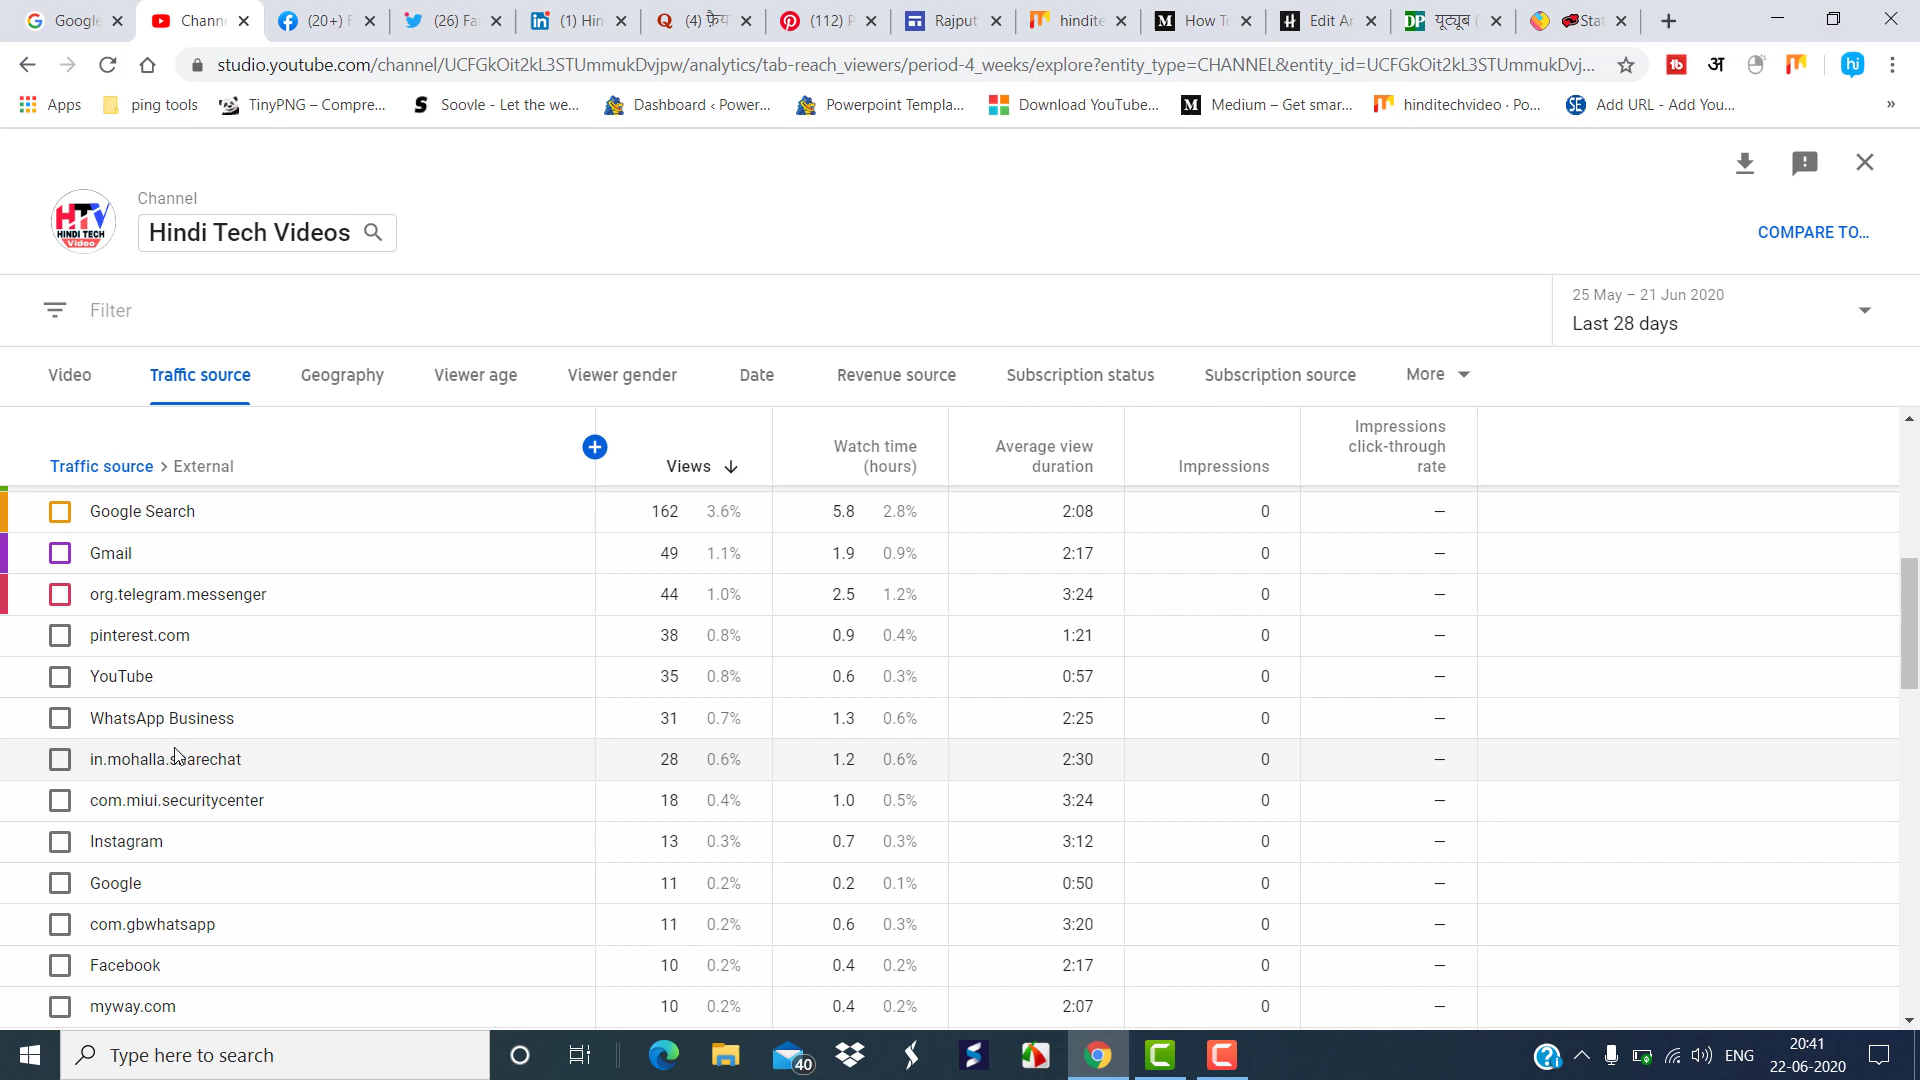 Google
Chann
(20+) F
(26) Fai
(1) Hin
(4) फ़ैय
(112) P
Rajput
hindite
How To
Edit Ar
DP यूट्यूब (
Stat
studio.youtube.com/channel/UCFGkOit2kL3STUmmukDvjpw/analytics/tab-reach_viewers/period-4_weeks/explore?entity_type=CHANNEL&entity_id=UCFGkOit2kL3STUmmukDvj...
अ
hi
Apps
ping tools
TinyPNG – Compre...
Soovle - Let the we...
Dashboard ‹ Power...
Powerpoint Templa...
Download YouTube...
Medium – Get smar...
hinditechvideo · Po...
Add URL - Add You...
»
HTV
HINDI TECH
Video
Channel
Hindi Tech Videos
COMPARE TO...
Filter
25 May – 21 Jun 2020
Last 28 days
Video Traffic source Geography Viewer age Viewer gender Date Revenue source Subscription status Subscription source More
Traffic source > External
Views
Watch time
(hours)
Average view
duration
Impressions
Impressions
click-through
rate
Google Search 162 3.6% 5.8 2.8% 2:08 0 –
Gmail 49 1.1% 1.9 0.9% 2:17 0 –
org.telegram.messenger 44 1.0% 2.5 1.2% 3:24 0 –
pinterest.com 38 0.8% 0.9 0.4% 1:21 0 –
YouTube 35 0.8% 0.6 0.3% 0:57 0 –
WhatsApp Business 31 0.7% 1.3 0.6% 2:25 0 –
in.mohalla.sharechat 28 0.6% 1.2 0.6% 2:30 0 –
com.miui.securitycenter 18 0.4% 1.0 0.5% 3:24 0 –
Instagram 13 0.3% 0.7 0.3% 3:12 0 –
Google 11 0.2% 0.2 0.1% 0:50 0 –
com.gbwhatsapp 11 0.2% 0.6 0.3% 3:20 0 –
Facebook 10 0.2% 0.4 0.2% 2:17 0 –
myway.com 10 0.2% 0.4 0.2% 2:07 0 –
Type here to search
40
ENG
20:41
22-06-2020